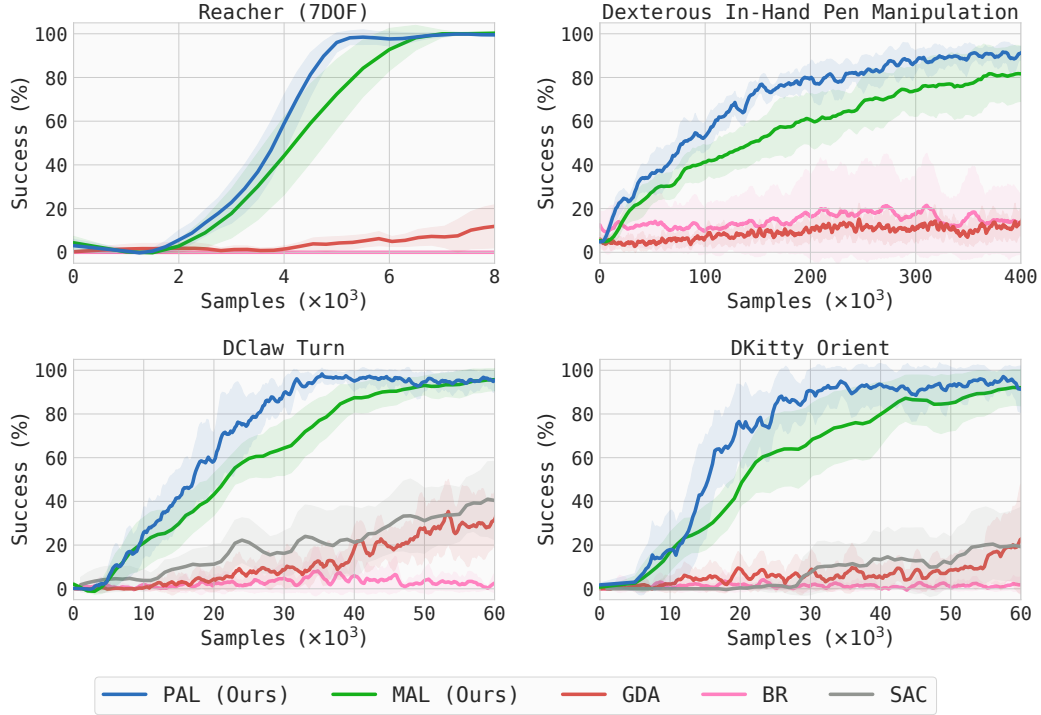 Reacher (7DOF)
Success (%)
100
80
60
40
20
0
0 2 4 6 8
Samples (×10³)
Dexterous In-Hand Pen Manipulation
Success (%)
100
80
60
40
20
0
0 100 200 300 400
Samples (×10³)
DClaw Turn
Success (%)
100
80
60
40
20
0
0 10 20 30 40 50 60
Samples (×10³)
DKitty Orient
Success (%)
100
80
60
40
20
0
0 10 20 30 40 50 60
Samples (×10³)
PAL (Ours) MAL (Ours) GDA BR SAC